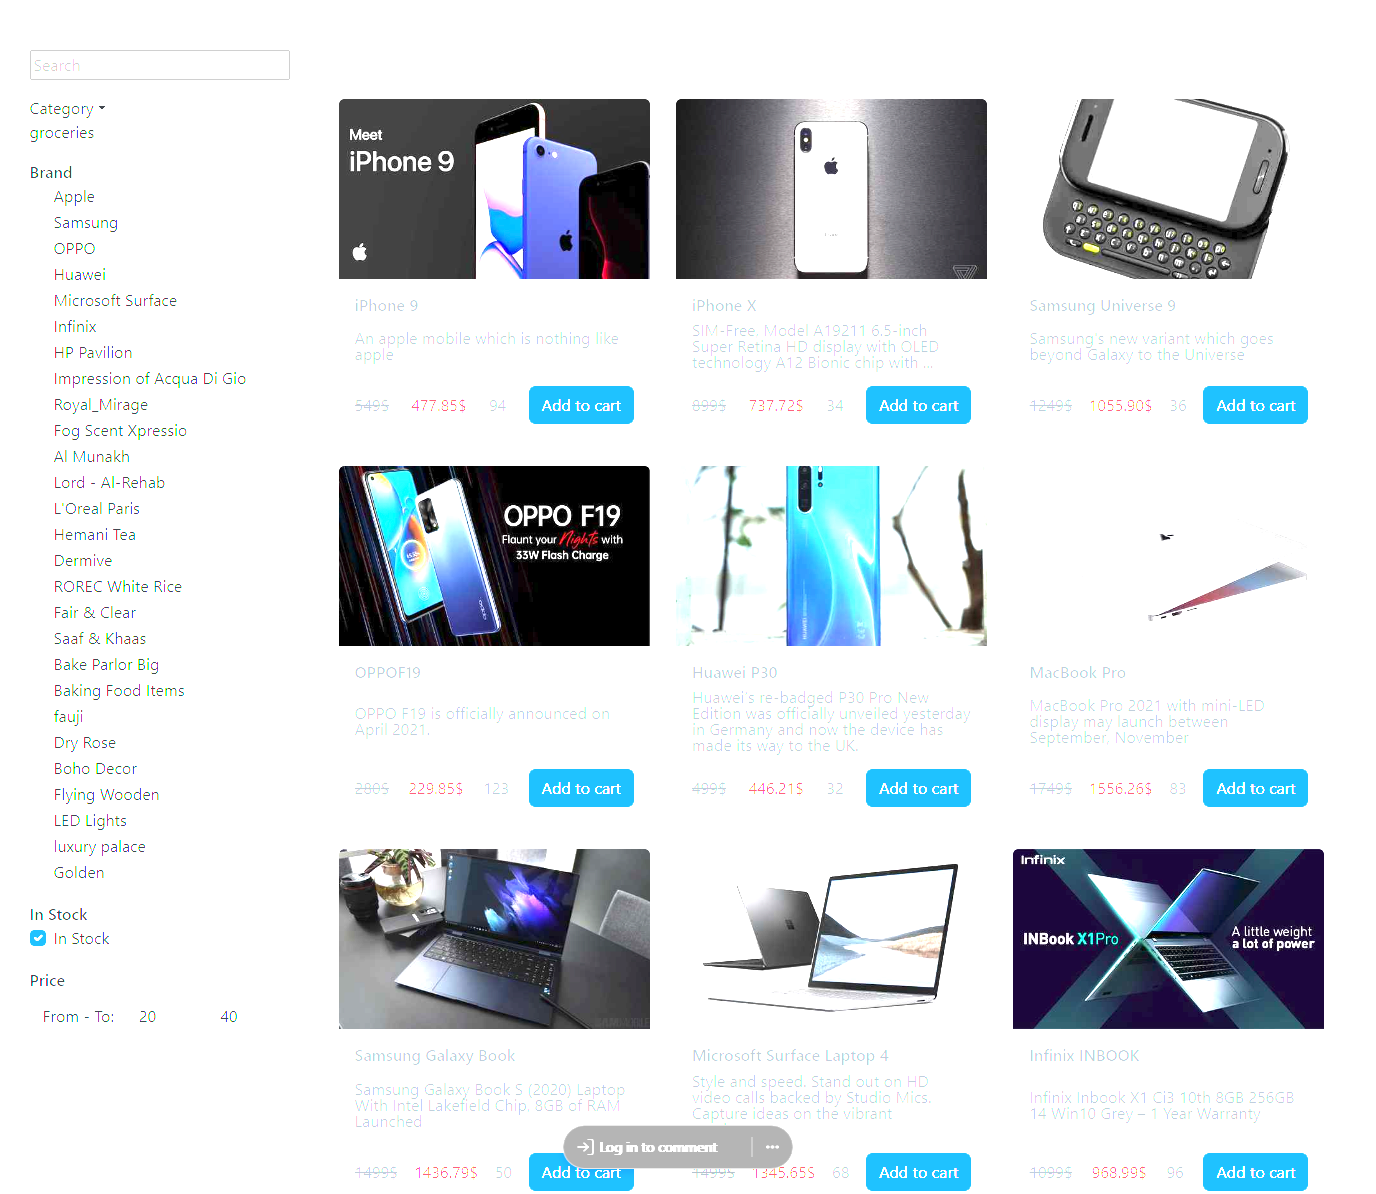 Search
Category
groceries
Brand
Apple
Samsung
OPPO
Huawei
Microsoft Surface
Infinix
HP Pavilion
Impression of Acqua Di Gio
Royal_Mirage
Fog Scent Xpressio
Al Munakh
Lord - Al-Rehab
L'Oreal Paris
Hemani Tea
Dermive
ROREC White Rice
Fair & Clear
Saaf & Khaas
Bake Parlor Big
Baking Food Items
fauji
Dry Rose
Boho Decor
Flying Wooden
LED Lights
luxury palace
Golden
In Stock
In Stock
Price
From - To: 20 40
Meet
iPhone 9
iPhone 9
An apple mobile which is nothing like
apple
549$ 477.85$ 94 Add to cart
iPhone X
SIM-Free, Model A19211 6.5-inch
Super Retina HD display with OLED
technology A12 Bionic chip with ...
899$ 737.72$ 34 Add to cart
Samsung Universe 9
Samsung's new variant which goes
beyond Galaxy to the Universe
1249$ 1055.90$ 36 Add to cart
OPPO F19
Flaunt your Nights with
33W Flash Charge
OPPOF19
OPPO F19 is officially announced on
April 2021.
280$ 229.85$ 123 Add to cart
Huawei P30
Huawei's re-badged P30 Pro New
Edition was officially unveiled yesterday
in Germany and now the device has
made its way to the UK.
499$ 446.21$ 32 Add to cart
MacBook Pro
MacBook Pro 2021 with mini-LED
display may launch between
September, November
1749$ 1556.26$ 83 Add to cart
Samsung Galaxy Book
Samsung Galaxy Book S (2020) Laptop
With Intel Lakefield Chip, 8GB of RAM
Launched
1499$ 1436.79$ 50 Add to cart
Microsoft Surface Laptop 4
Style and speed. Stand out on HD
video calls backed by Studio Mics.
Capture ideas on the vibrant
1499$ 1345.65$ 68 Add to cart
Infinix
INBook X1Pro
A little weight
a lot of power
Infinix INBOOK
Infinix Inbook X1 Ci3 10th 8GB 256GB
14 Win10 Grey – 1 Year Warranty
1099$ 968.99$ 96 Add to cart
Log in to comment